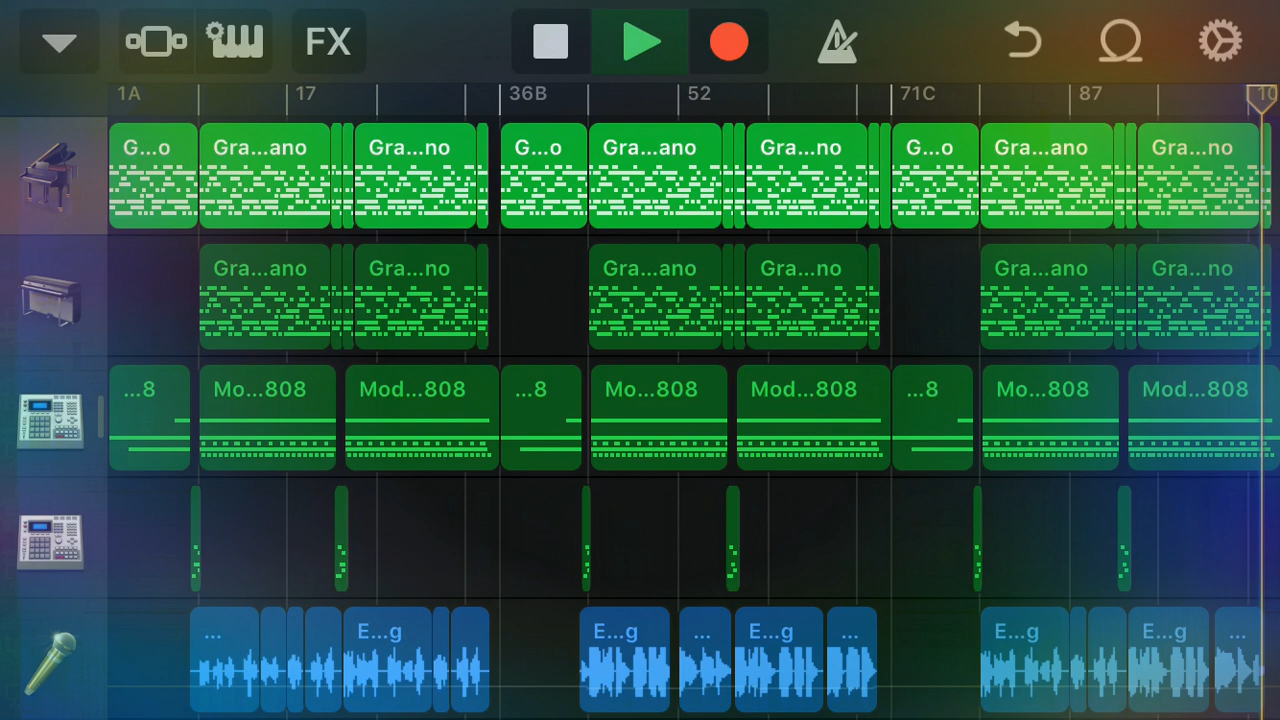 FX
1A 17 36B 52 71C 87 10
G...o Gra...ano Gra...no G...o Gra...ano Gra...no G...o Gra...ano Gra...no
Gra...ano Gra...no Gra...ano Gra...no Gra...ano Gra...no
...8 Mo...808 Mod...808 ...8 Mo...808 Mod...808 ...8 Mo...808 Mod...808
... E...g E...g ... E...g ... E...g E...g ...